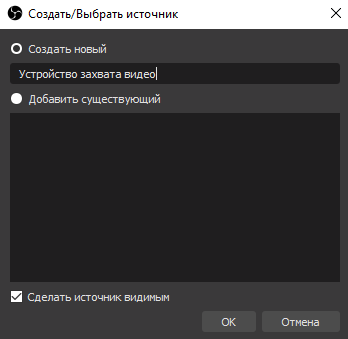 Создать/Выбрать источник
Создать новый
Устройство захвата видео
Добавить существующий
Сделать источник видимым
OK
Отмена